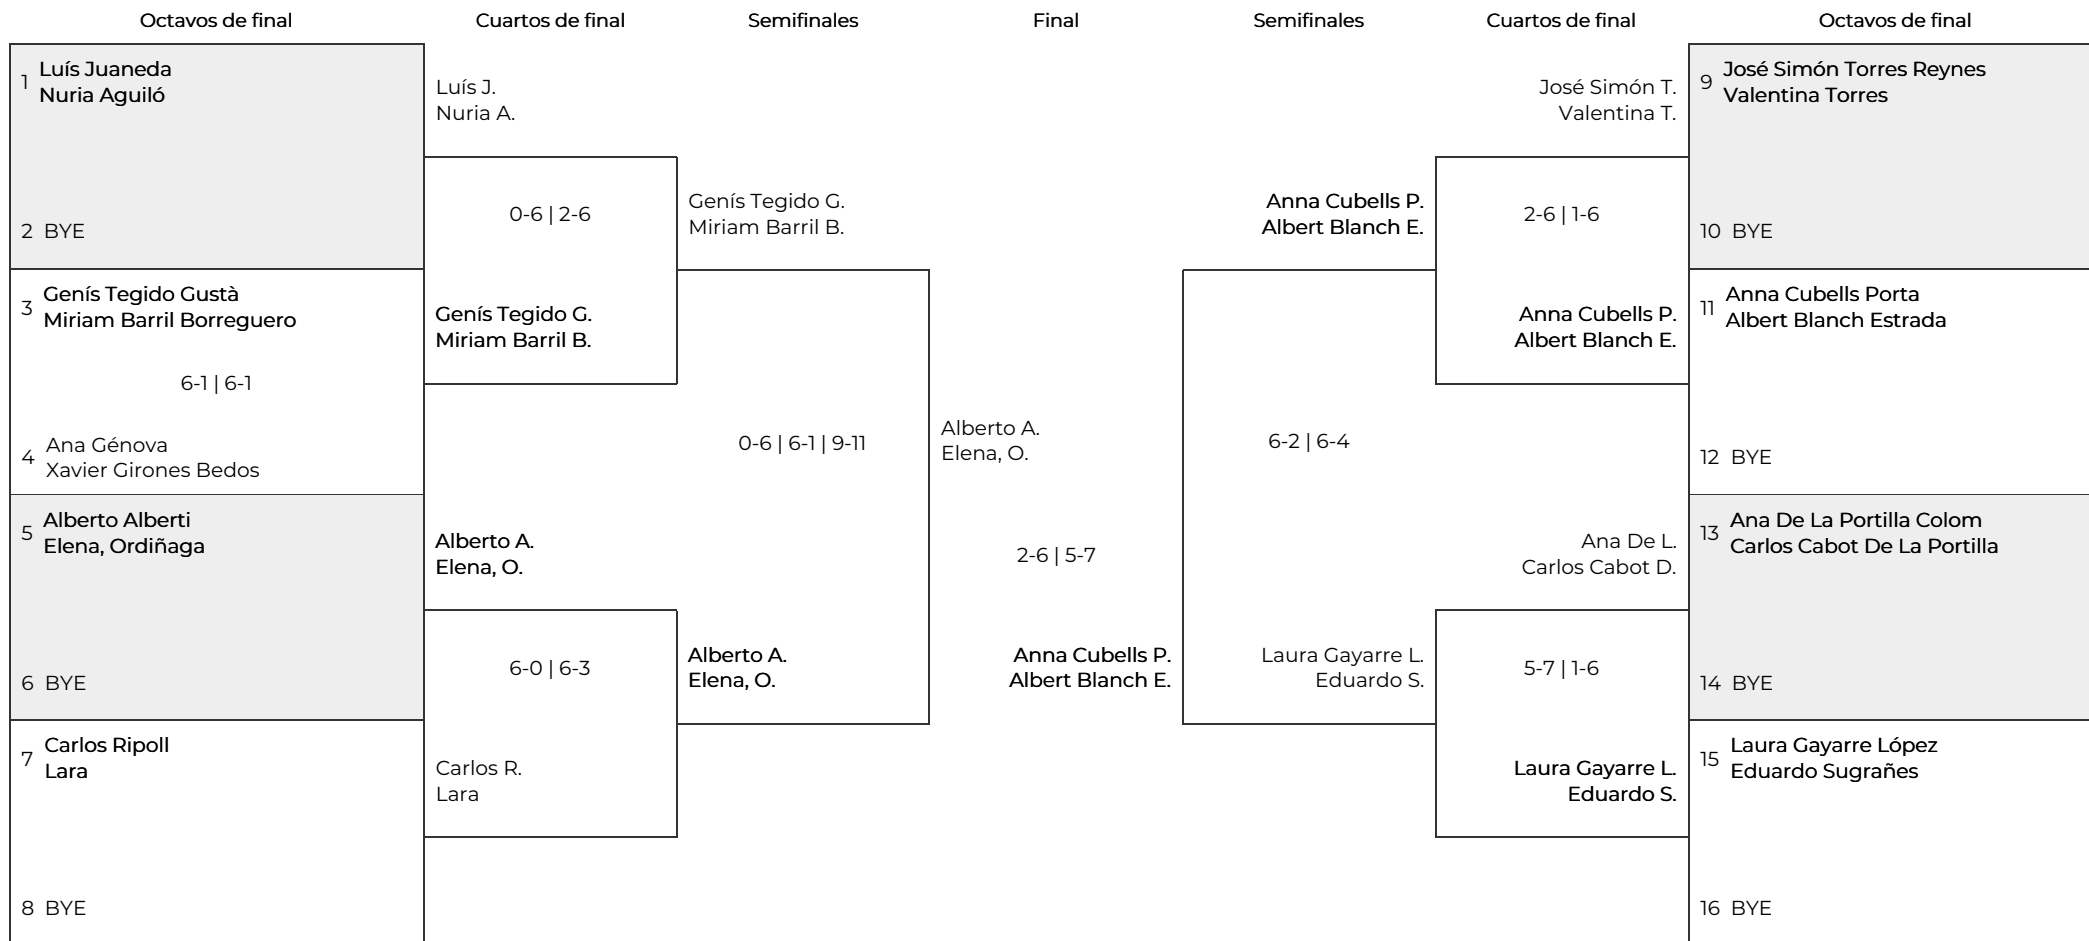 Octavos de final
Cuartos de final
Semifinales
Final
Semifinales
Cuartos de final
Octavos de final
1 Luís Juaneda
Nuria Aguiló
2 BYE
3 Genís Tegido Gustà
Miriam Barril Borreguero
6-1 | 6-1
4 Ana Génova
Xavier Girones Bedos
5 Alberto Alberti
Elena, Ordiñaga
6 BYE
7 Carlos Ripoll
Lara
8 BYE
Luís J.
Nuria A.
0-6 | 2-6
Genís Tegido G.
Miriam Barril B.
Alberto A.
Elena, O.
6-0 | 6-3
Carlos R.
Lara
Genís Tegido G.
Miriam Barril B.
0-6 | 6-1 | 9-11
Alberto A.
Elena, O.
Alberto A.
Elena, O.
2-6 | 5-7
Anna Cubells P.
Albert Blanch E.
Anna Cubells P.
Albert Blanch E.
6-2 | 6-4
Laura Gayarre L.
Eduardo S.
José Simón T.
Valentina T.
2-6 | 1-6
Anna Cubells P.
Albert Blanch E.
Ana De L.
Carlos Cabot D.
5-7 | 1-6
Laura Gayarre L.
Eduardo S.
9 José Simón Torres Reynes
Valentina Torres
10 BYE
11 Anna Cubells Porta
Albert Blanch Estrada
12 BYE
13 Ana De La Portilla Colom
Carlos Cabot De La Portilla
14 BYE
15 Laura Gayarre López
Eduardo Sugrañes
16 BYE